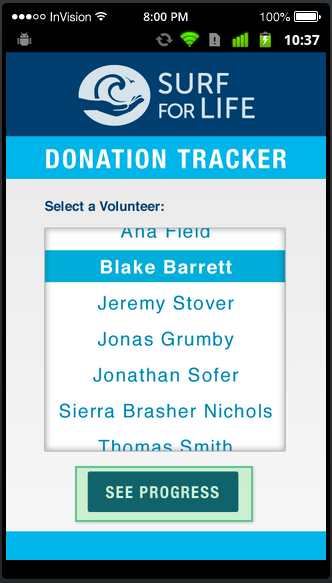 InVision 8:00 PM 100%
10:37
SURF
FOR LIFE
DONATION TRACKER
Select a Volunteer:
Ana Field
Blake Barrett
Jeremy Stover
Jonas Grumby
Jonathan Sofer
Sierra Brasher Nichols
Thomas Smith
SEE PROGRESS